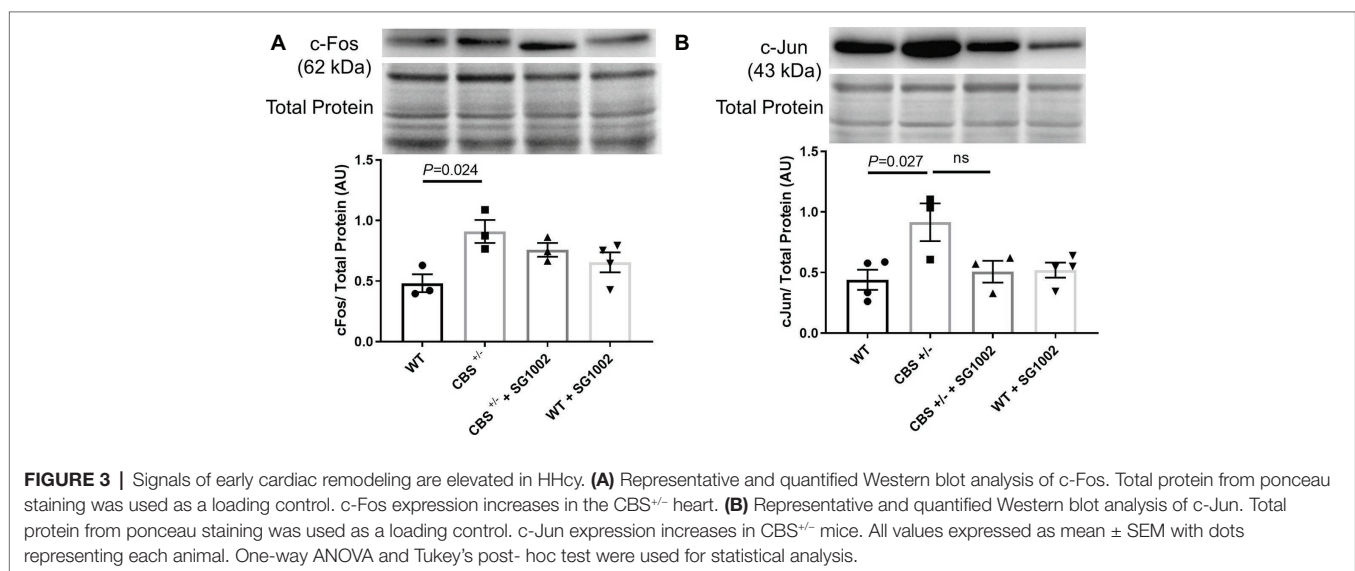 A
c-Fos
(62 kDa)
Total Protein
cFos/ Total Protein (AU)
1.5
1.0
0.5
0.0
P=0.024
WT
CBS +/-
CBS +/- + SG1002
WT + SG1002
B
c-Jun
(43 kDa)
Total Protein
cJun/ Total Protein (AU)
1.5
1.0
0.5
0.0
P=0.027
ns
WT
CBS +/-
CBS +/- + SG1002
WT + SG1002
FIGURE 3 | Signals of early cardiac remodeling are elevated in HHcy. (A) Representative and quantified Western blot analysis of c-Fos. Total protein from ponceau
staining was used as a loading control. c-Fos expression increases in the CBS+/− heart. (B) Representative and quantified Western blot analysis of c-Jun. Total
protein from ponceau staining was used as a loading control. c-Jun expression increases in CBS+/− mice. All values expressed as mean ± SEM with dots
representing each animal. One-way ANOVA and Tukey's post- hoc test were used for statistical analysis.